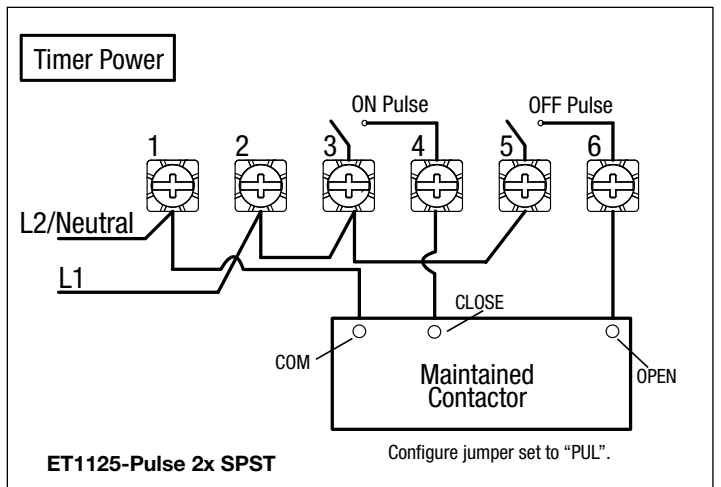 Timer Power
ON Pulse
OFF Pulse
1 2 3 4 5 6
L2/Neutral
L1
CLOSE
COM
OPEN
Maintained
Contactor
ET1125-Pulse 2x SPST
Configure jumper set to “PUL”.